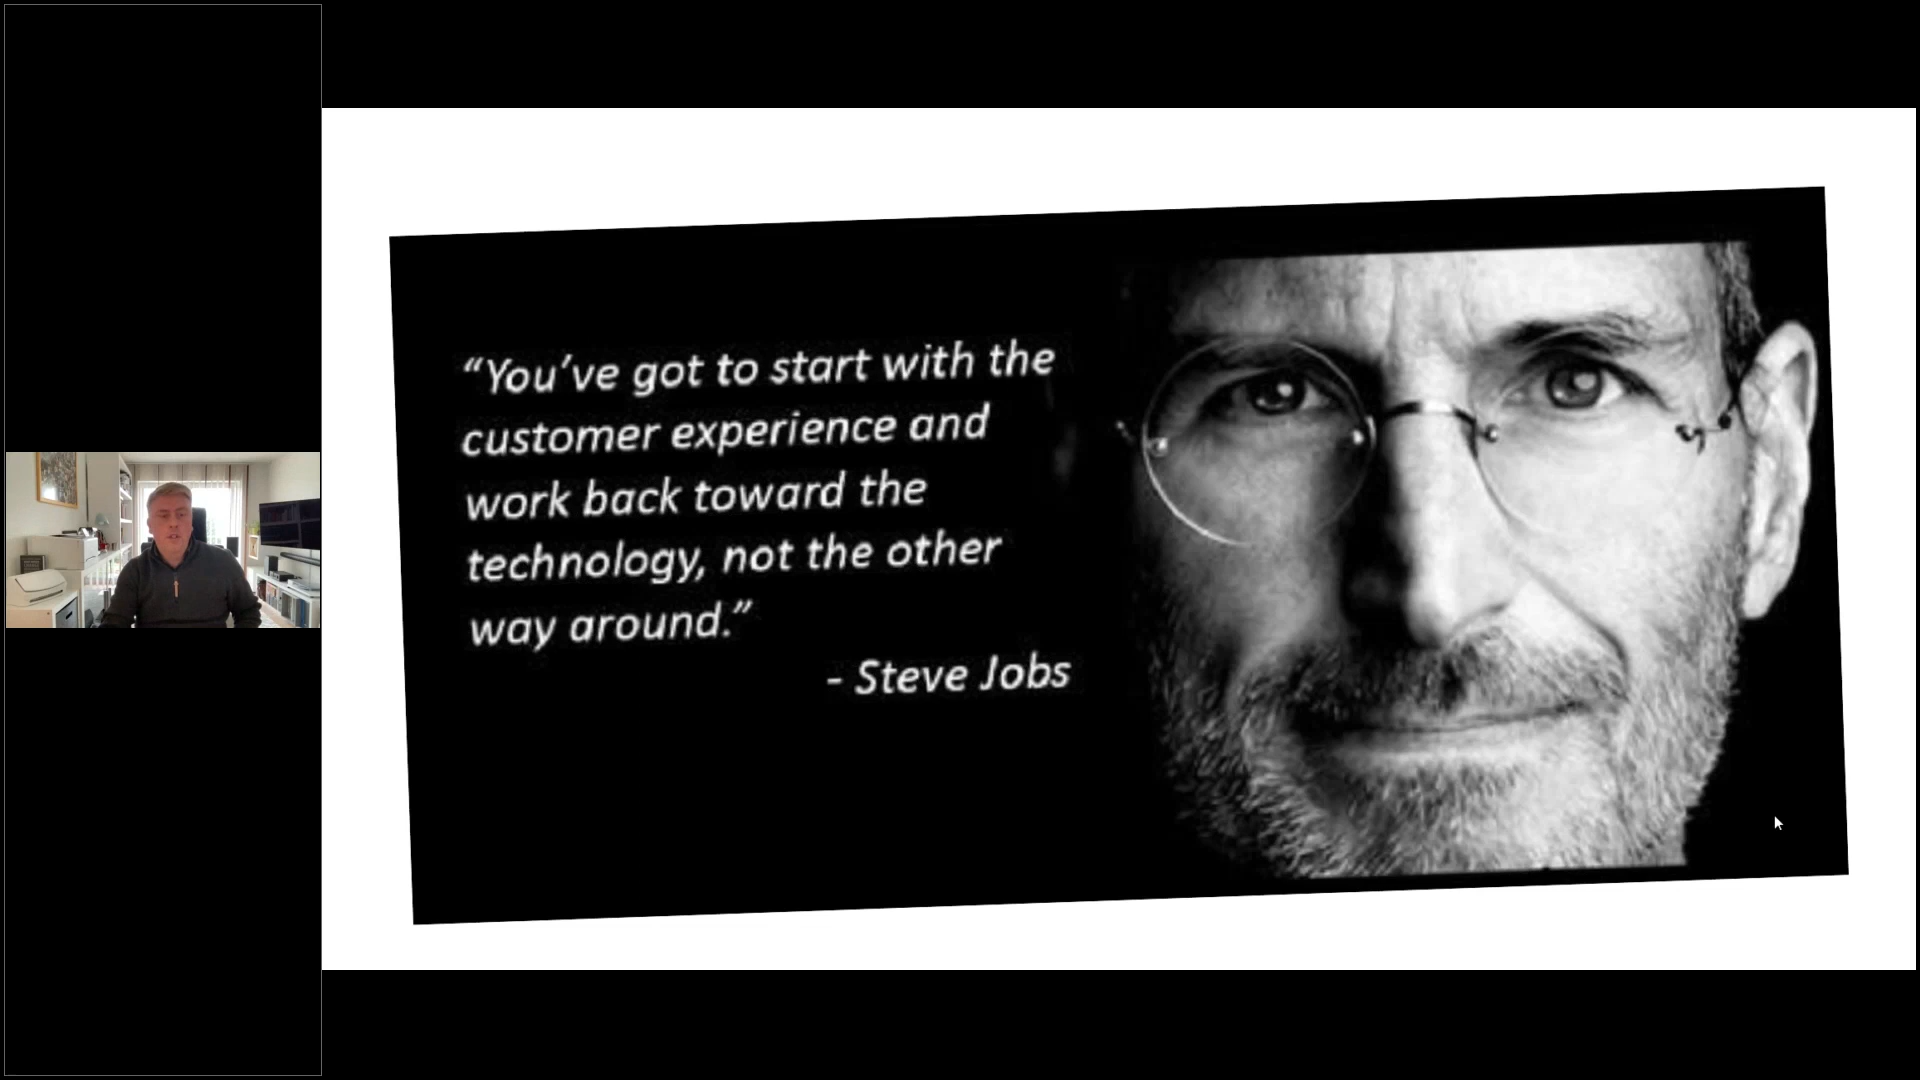 “You’ve got to start with the
customer experience and
work back toward the
technology, not the other
way around.”
- Steve Jobs